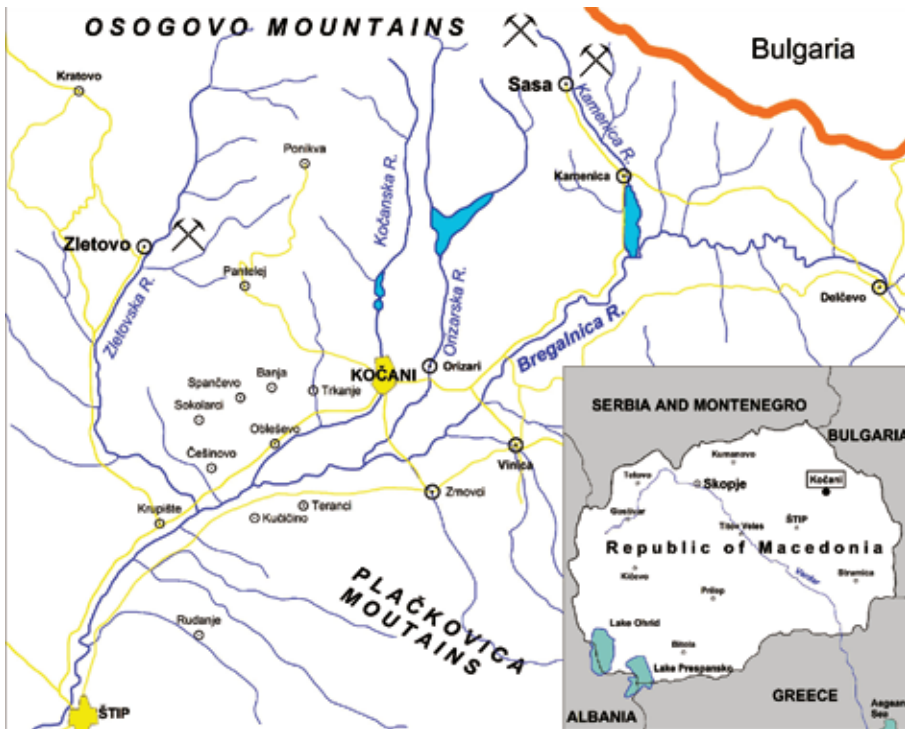 OSOGOVO MOUNTAINS
Bulgaria
Kratovo
Sasa
Kamenica R.
Ponikva
Kamenica
Kočanska R.
Zletovo
Pantelej
Orizarska R.
Delčevo
Zletovska R.
Bregalnica R.
KOČANI
Orizari
Spančevo
Banja
Trkanje
Sokolarci
Obleševo
Češinovo
Vinica
Zrnovci
Krupište
Teranci
Kučičino
PLAČKOVICA
MOUTAINS
Rudanje
ŠTIP
SERBIA AND MONTENEGRO
BULGARIA
Kumanovo
Tetovo
Skopje
Kočani
Gostivar
Titov Veles
ŠTIP
Republic of Macedonia
Kičevo
Vardar
Strumica
Prilep
Lake Ohrid
Bitola
Lake Prespansko
GREECE
ALBANIA
Aegean
Sea